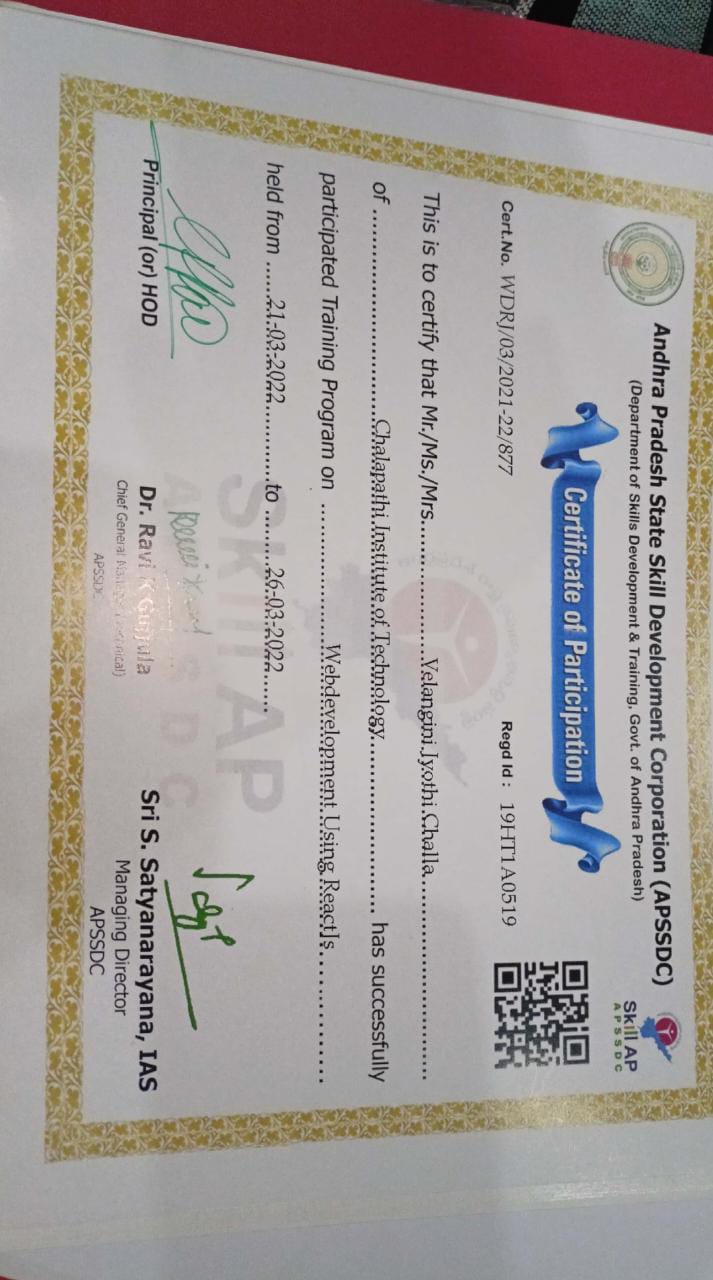 Andhra Pradesh State Skill Development Corporation (APSSDC)
(Department of Skills Development & Training, Govt. of Andhra Pradesh)
Skill AP
APSSDC
Certificate of Participation
Cert.No. WDRJ/03/2021-22/877
Regd Id : 19HT1A0519
This is to certify that Mr./Ms./Mrs. Velangini Jyothi Challa
of Chalapathi Institute of Technology has successfully
participated Training Program on Webdevelopment Using ReactJs
held from 21-03-2022 to 26-03-2022
Skill AP
APSSDC
Principal (or) HOD
Dr. Ravi K Gujjula
Chief General Manager (Technical)
APSSDC
Sri S. Satyanarayana, IAS
Managing Director
APSSDC